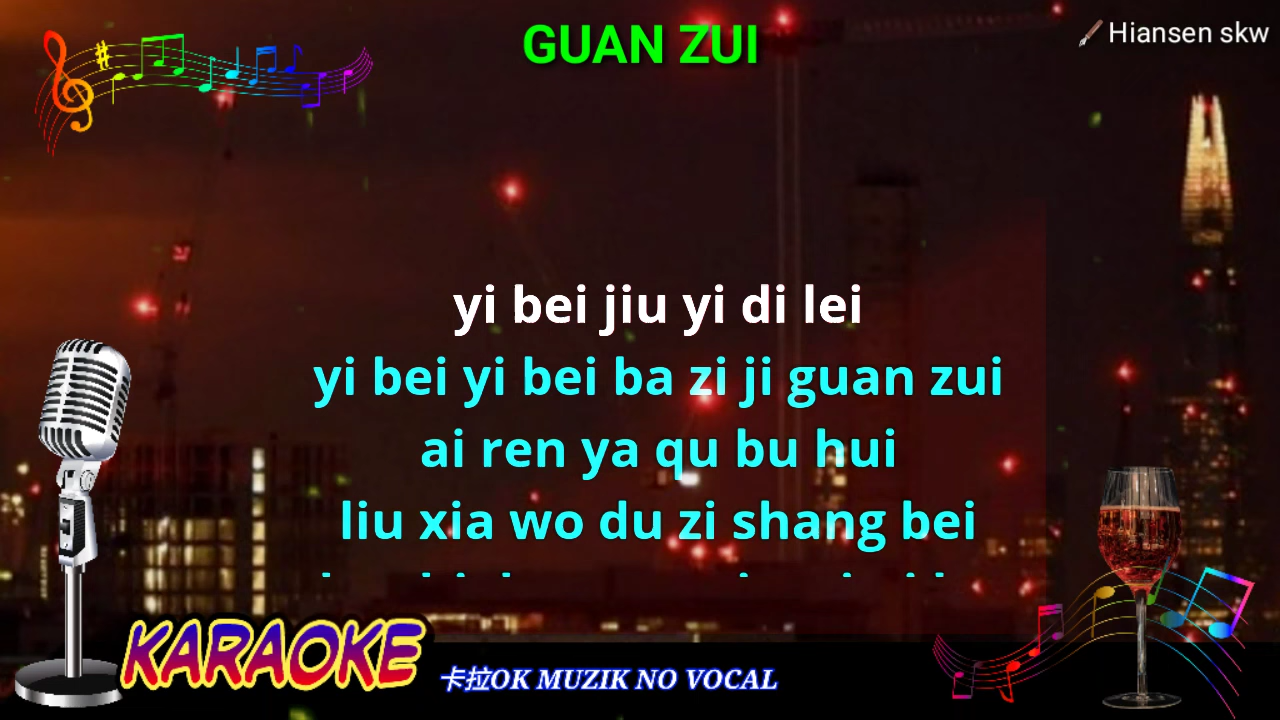 GUAN ZUI
Hiansen skw
yi bei jiu yi di lei
yi bei yi bei ba zi ji guan zui
ai ren ya qu bu hui
liu xia wo du zi shang bei
KARAOKE
卡拉OK MUZIK NO VOCAL